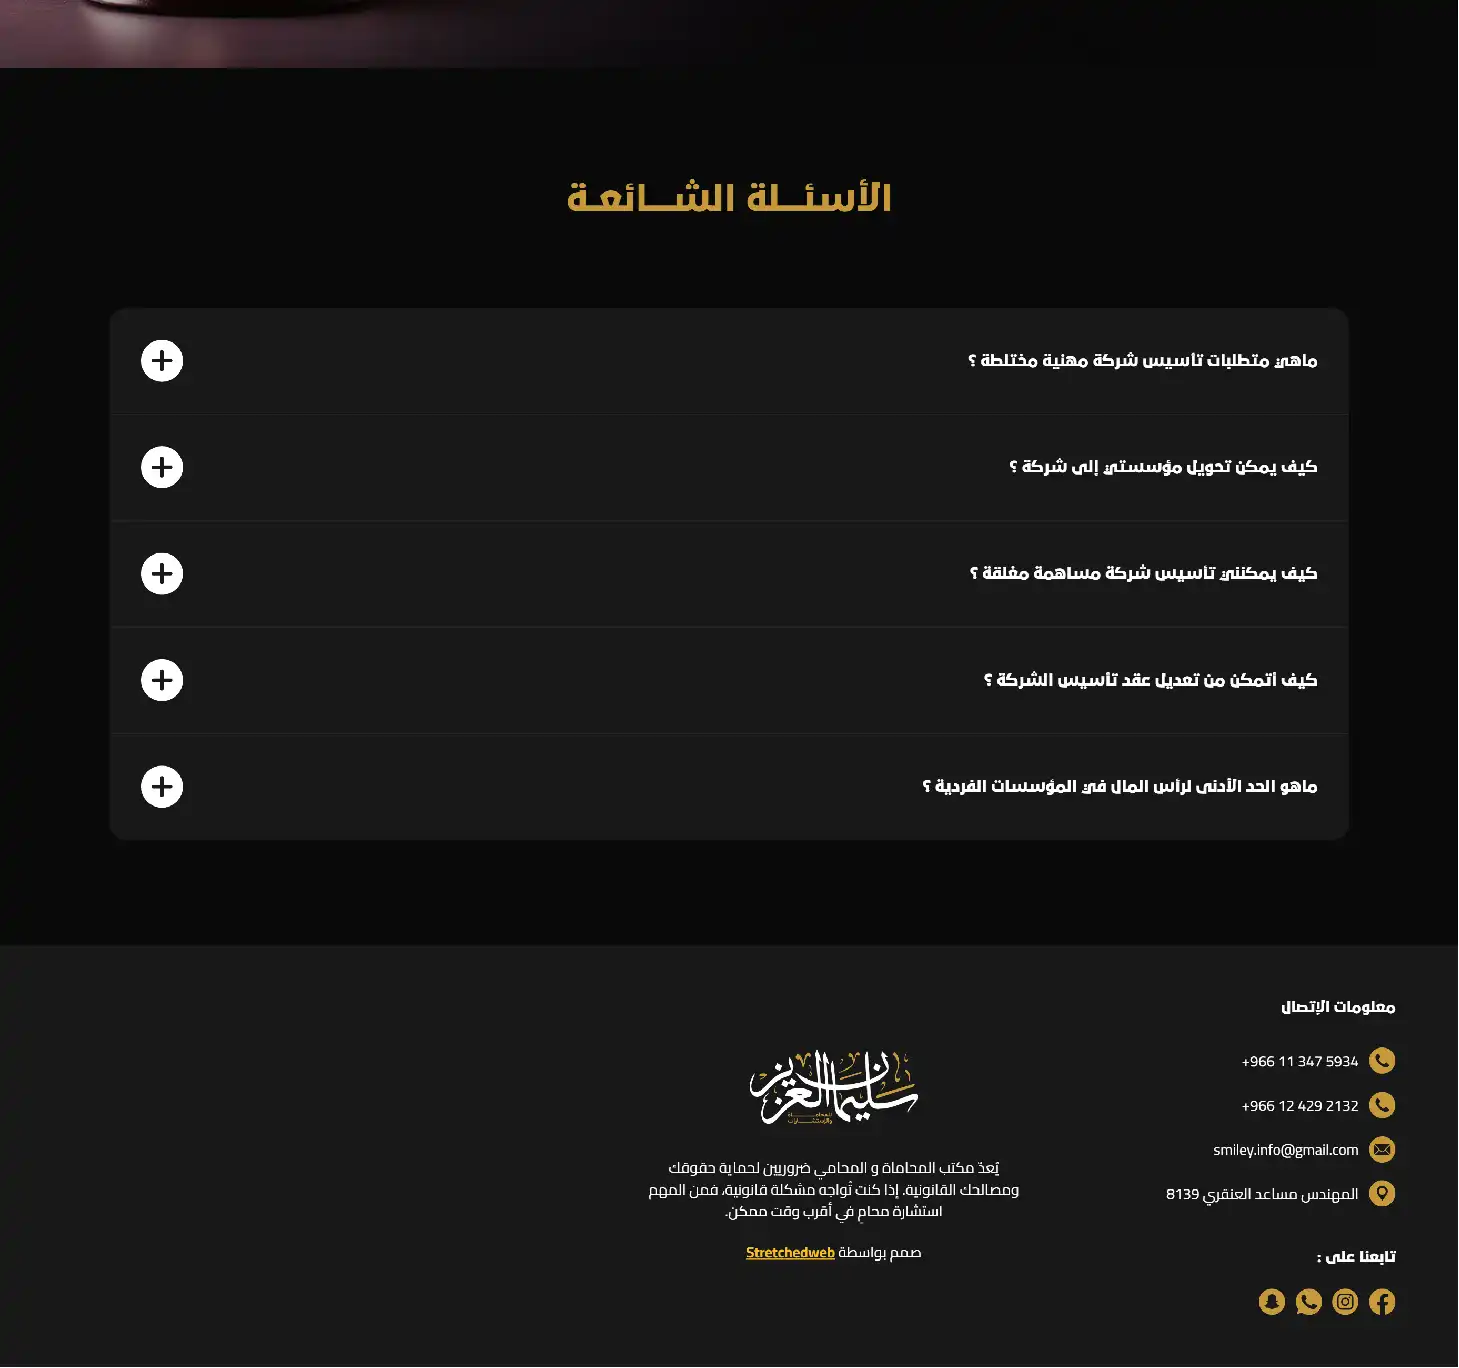 الأسئلة الشائعة
ماهي متطلبات تأسيس شركة مهنية مختلطة ؟
كيف يمكن تحويل مؤسستي إلى شركة ؟
كيف يمكنني تأسيس شركة مساهمة مغلقة ؟
كيف أتمكن من تعديل عقد تأسيس الشركة ؟
ماهو الحد الأدنى لرأس المال في المؤسسات الفردية ؟
معلومات الإتصال
+966 11 347 5934
+966 12 429 2132
smiley.info@gmail.com
المهندس مساعد العنقري 8139
تابعنا على :
سليمان العزيز
للمحاماة
والإستشارات
يُعدّ مكتب المحاماة و المحامي ضروريين لحماية حقوقك
ومصالحك القانونية. إذا كنت تُواجه مشكلة قانونية، فمن المهم
استشارة محامٍ في أقرب وقت ممكن.
صمم بواسطة Stretchedweb